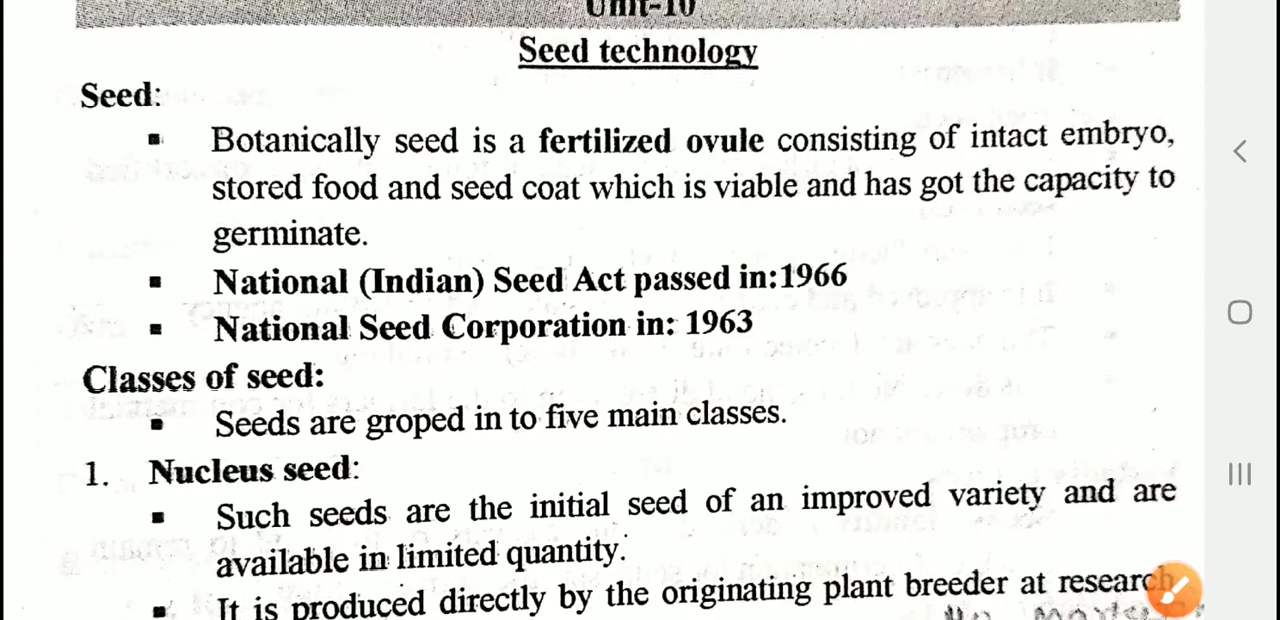 Unit-10
Seed technology
Seed:
▪ Botanically seed is a fertilized ovule consisting of intact embryo,
stored food and seed coat which is viable and has got the capacity to
germinate.
▪ National (Indian) Seed Act passed in:1966
▪ National Seed Corporation in: 1963
Classes of seed:
▪ Seeds are groped in to five main classes.
1. Nucleus seed:
▪ Such seeds are the initial seed of an improved variety and are
available in limited quantity.
▪ It is produced directly by the originating plant breeder at research